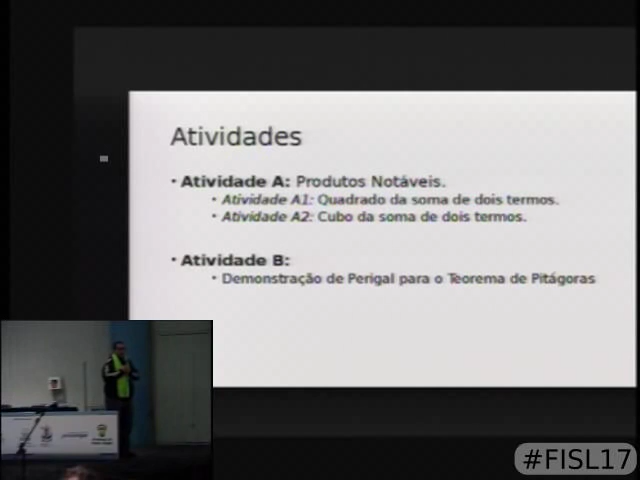 Atividades
• Atividade A: Produtos Notáveis.
• Atividade A1: Quadrado da soma de dois termos.
• Atividade A2: Cubo da soma de dois termos.
• Atividade B:
• Demonstração de Perigal para o Teorema de Pitágoras
#FISL17